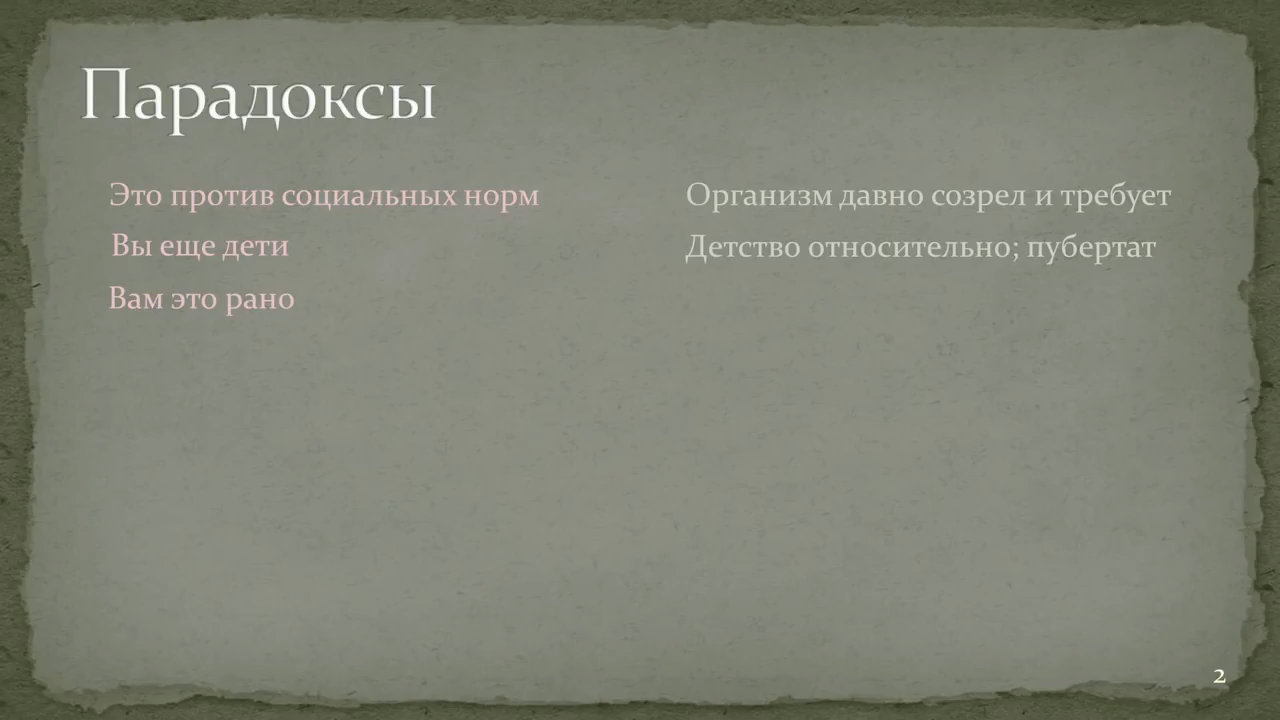 Парадоксы
Это против социальных норм
Организм давно созрел и требует
Вы еще дети
Детство относительно; пубертат
Вам это рано
2